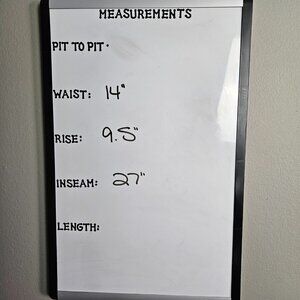 MEASUREMENTS
PIT TO PIT:
WAIST: 14"
RISE: 9.5"
INSEAM: 27"
LENGTH: